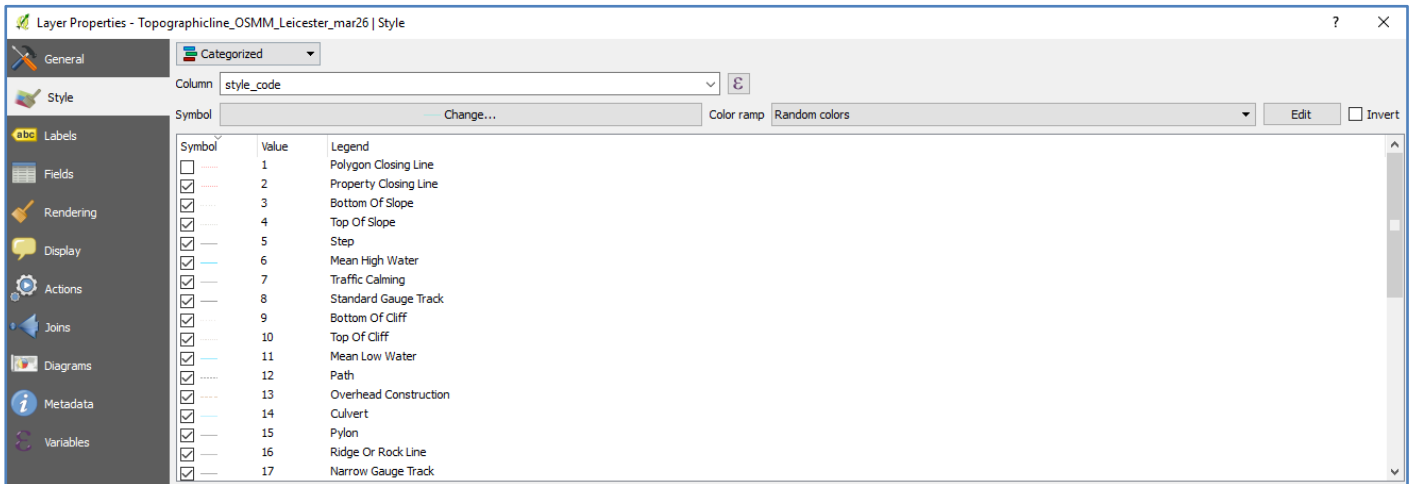 Layer Properties - Topographicline_OSMM_Leicester_mar26 | Style ? ×
General
Style
abc Labels
Fields
Rendering
Display
Actions
Joins
Diagrams
i Metadata
ε Variables
Categorized
Column style_code ε
Symbol Change... Color ramp Random colors Edit Invert
Symbol Value Legend
1 Polygon Closing Line
2 Property Closing Line
3 Bottom Of Slope
4 Top Of Slope
5 Step
6 Mean High Water
7 Traffic Calming
8 Standard Gauge Track
9 Bottom Of Cliff
10 Top Of Cliff
11 Mean Low Water
12 Path
13 Overhead Construction
14 Culvert
15 Pylon
16 Ridge Or Rock Line
17 Narrow Gauge Track